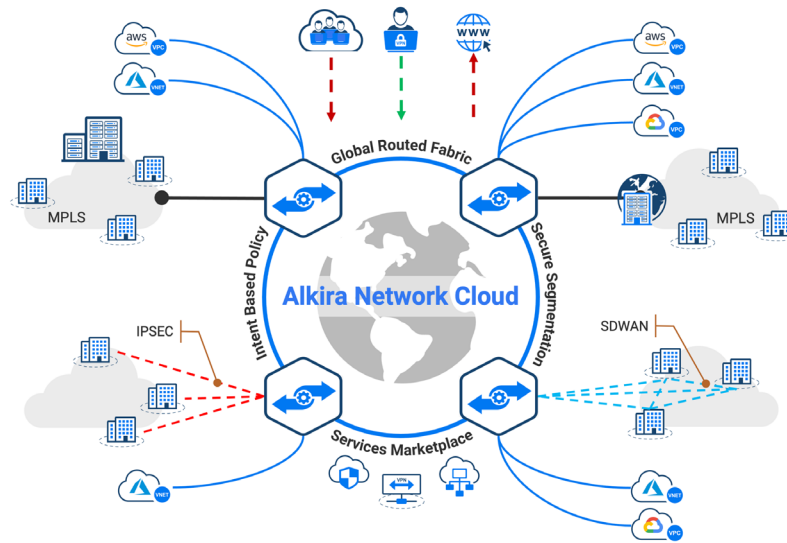 aws
VPC
VNET
VPN
WWW
aws
VPC
VNET
VPC
Global Routed Fabric
MPLS
MPLS
Intent Based Policy
Secure Segmentation
Alkira Network Cloud
IPSEC
SDWAN
Services Marketplace
VPN
VNET
VNET
VPC